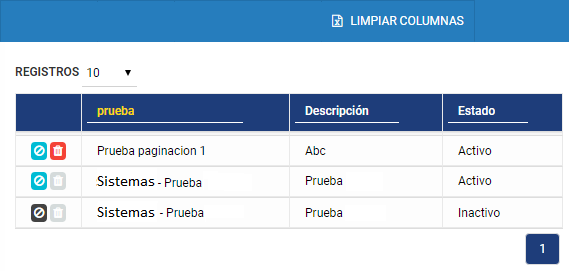 LIMPIAR COLUMNAS
REGISTROS 10
prueba Descripción Estado
Prueba paginacion 1 Abc Activo
Sistemas - Prueba Prueba Activo
Sistemas - Prueba Prueba Inactivo
1